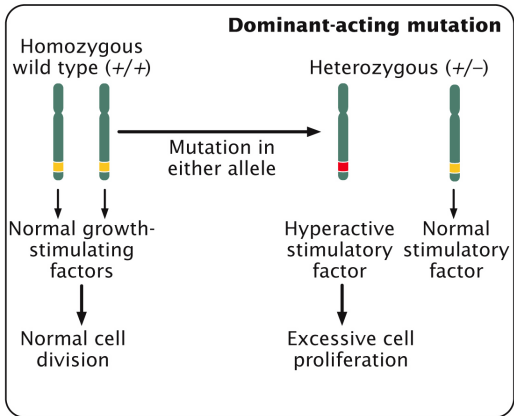 Dominant-acting mutation
Homozygous
wild type (+/+)
Heterozygous (+/–)
Mutation in
either allele
Normal growth-
stimulating
factors
Hyperactive
stimulatory
factor
Normal
stimulatory
factor
Normal cell
division
Excessive cell
proliferation